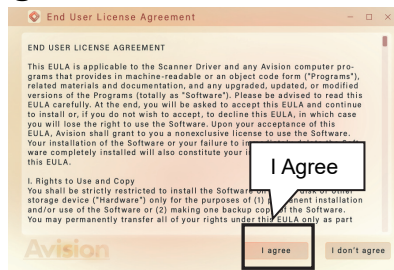 End User License Agreement
END USER LICENSE AGREEMENT
This EULA is applicable to the Scanner Driver and any Avision computer pro-
grams that provides in machine-readable or an object code form ("Programs"),
related materials and documentation, and any upgraded, updated, or modified
versions of the Programs (totally as "Software"). Please be advised to read this
EULA carefully. At the end, you will be asked to accept this EULA and continue
to install or, if you do not wish to accept, to decline this EULA, in which case
you will lose the right to use the Software. Upon your acceptance of this
EULA, Avision shall grant to you a nonexclusive license to use the Software.
Your installation of the Software or your failure to
ware completely installed will also constitute your
this EULA.
I Agree
I. Rights to Use and Copy
You shall be strictly restricted to install the Software
storage device ("Hardware") only for the purposes of (1) installation
and/or use of the Software or (2) making one backup of the Software.
You may permanently transfer all of your rights under this EULA only as part
Avision
I agree
I don't agree